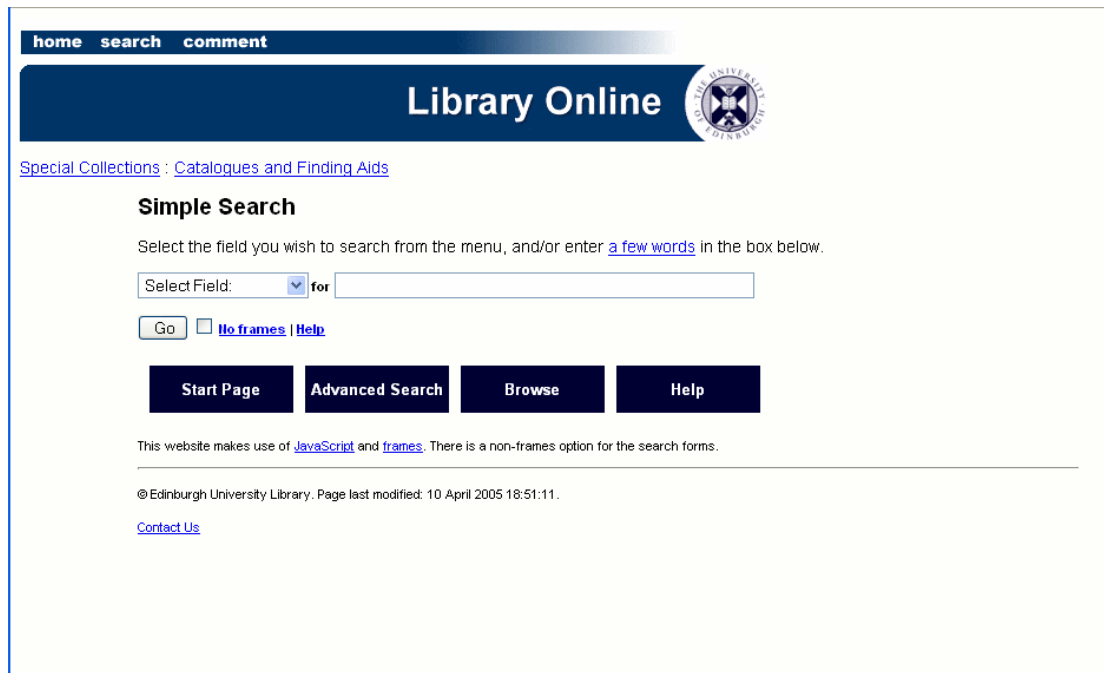 home search comment
Library Online
THE UNIVERSITY OF EDINBURGH
Special Collections : Catalogues and Finding Aids
Simple Search
Select the field you wish to search from the menu, and/or enter a few words in the box below.
Select Field: for
Go No frames | Help
Start Page Advanced Search Browse Help
This website makes use of JavaScript and frames. There is a non-frames option for the search forms.
© Edinburgh University Library. Page last modified: 10 April 2005 18:51:11.
Contact Us